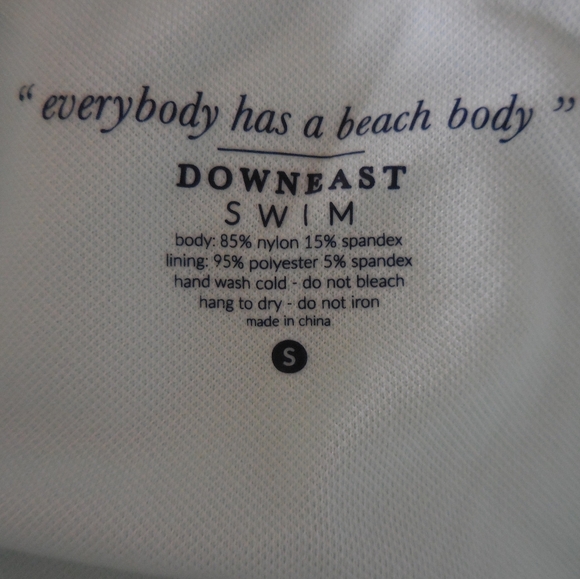 “ everybody has a beach body ”
DOWNEAST
SWIM
body: 85% nylon 15% spandex
lining: 95% polyester 5% spandex
hand wash cold - do not bleach
hang to dry - do not iron
made in china
S